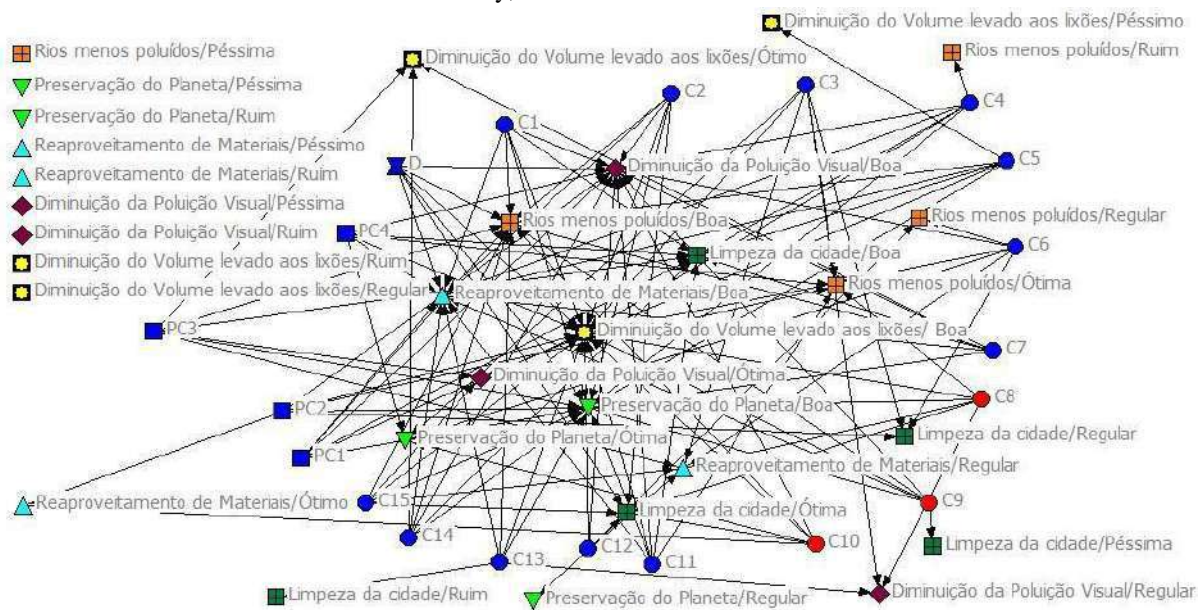 Diminuição do Volume levado aos lixões/Péssimo
Rios menos poluídos/Péssima
Diminuição do Volume levado aos lixões/Ótimo
Rios menos poluídos/Ruim
Preservação do Planeta/Péssima
C2
C3
C4
Preservação do Planeta/Ruim
C1
Reaproveitamento de Materiais/Péssimo
C5
D
Diminuição da Poluição Visual/Boa
Reaproveitamento de Materiais/Ruim
Diminuição da Poluição Visual/Péssima
Rios menos poluídos/Boa
Rios menos poluídos/Regular
Diminuição da Poluição Visual/Ruim
PC4
C6
Limpeza da cidade/Boa
Diminuição do Volume levado aos lixões/Ruim
Rios menos poluídos/Ótima
Diminuição do Volume levado aos lixões/Regular
Reaproveitamento de Materiais/Boa
PC3
Diminuição do Volume levado aos lixões/ Boa
C7
Diminuição da Poluição Visual/Ótima
C8
PC2
Preservação do Planeta/Boa
Preservação do Planeta/Ótima
Limpeza da cidade/Regular
PC1
Reaproveitamento de Materiais/Regular
Reaproveitamento de Materiais/Ótimo
C15
C9
Limpeza da cidade/Ótima
C14
C10
C12
Limpeza da cidade/Péssima
C13
C11
Limpeza da cidade/Ruim
Preservação do Planeta/Regular
Diminuição da Poluição Visual/Regular